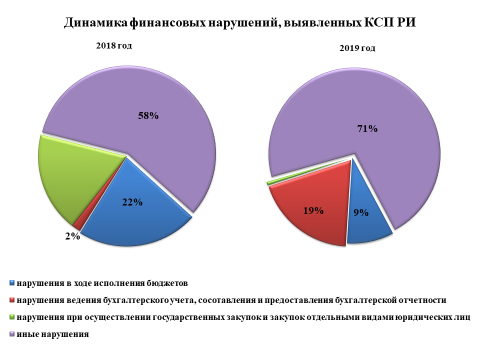 Динамика финансовых нарушений, выявленных КСП РИ
2018 год
2019 год
58%
22%
2%
71%
19%
9%
нарушения в ходе исполнения бюджетов
нарушения ведения бухгалтерского учета, сосотавления и предоставления бухгалтерской отчетности
нарушения при осуществлении государственных закупок и закупок отдельными видами юридических лиц
иные нарушения